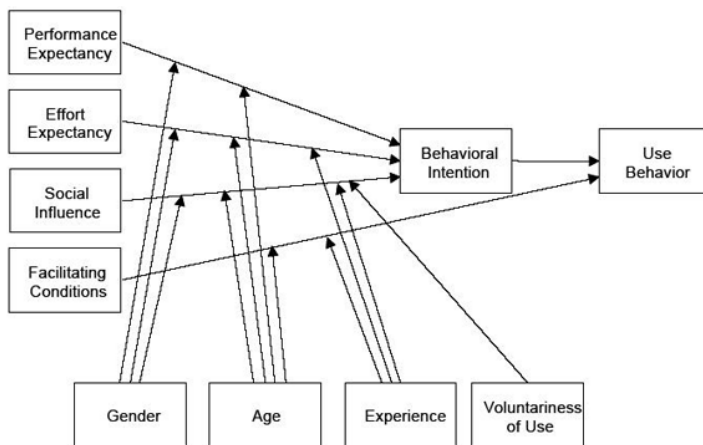 Performance
Expectancy
Effort
Expectancy
Social
Influence
Facilitating
Conditions
Behavioral
Intention
Use
Behavior
Gender
Age
Experience
Voluntariness
of Use